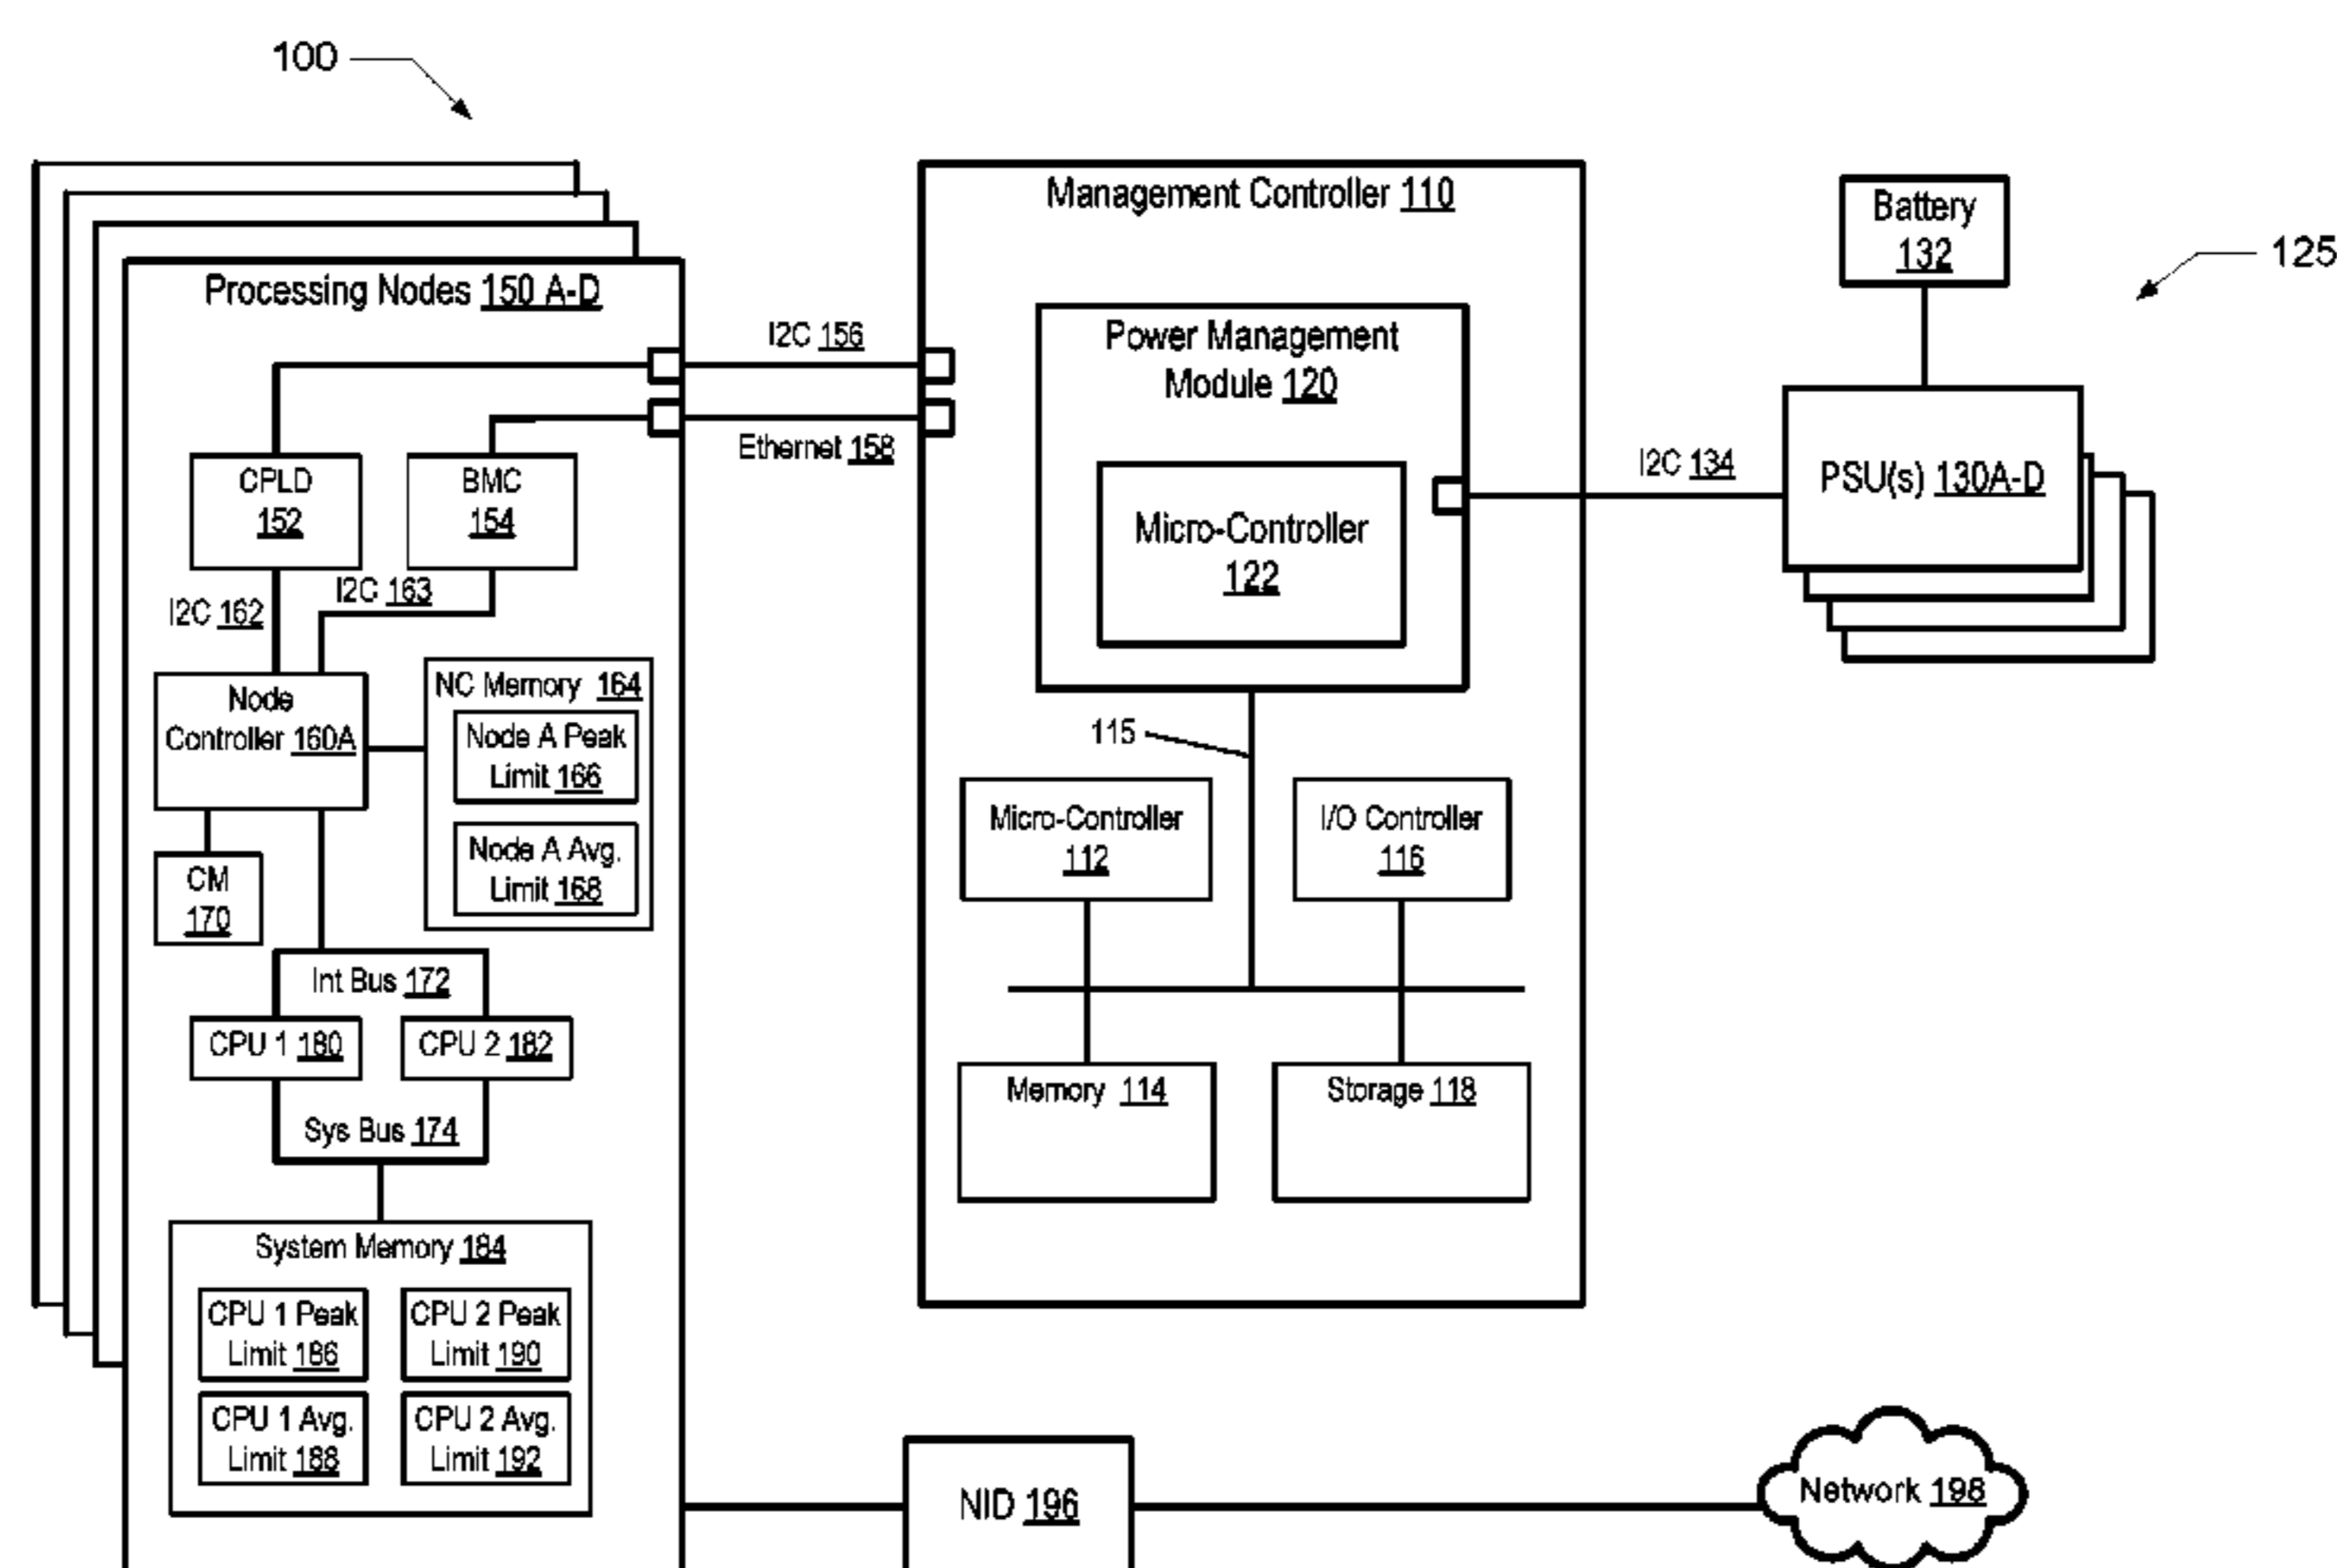 100
Processing Nodes 150 A-D
I2C 156
Ethernet 158
CPLD
152
BMC
154
I2C 162
I2C 163
Node
Controller 160A
NC Memory 164
Node A Peak
Limit 166
Node A Avg.
Limit 168
CM
170
Int Bus 172
CPU 1 180
CPU 2 182
Sys Bus 174
System Memory 184
CPU 1 Peak
Limit 186
CPU 2 Peak
Limit 190
CPU 1 Avg.
Limit 188
CPU 2 Avg.
Limit 192
Management Controller 110
Power Management
Module 120
Micro-Controller
122
115
Micro-Controller
112
I/O Controller
116
Memory 114
Storage 118
Battery
132
125
I2C 134
PSU(s) 130A-D
NID 196
Network 198